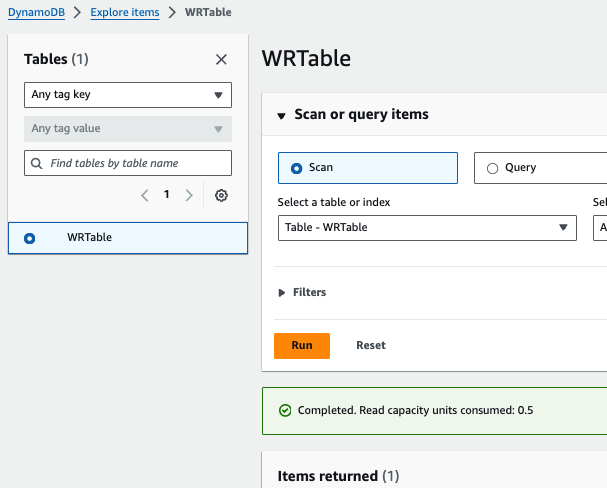 DynamoDB > Explore items > WRTable
Tables (1)
Any tag key
Any tag value
Find tables by table name
1
WRTable
WRTable
Scan or query items
Scan
Query
Select a table or index
Sel
Table - WRTable
A
Filters
Run
Reset
Completed. Read capacity units consumed: 0.5
Items returned (1)